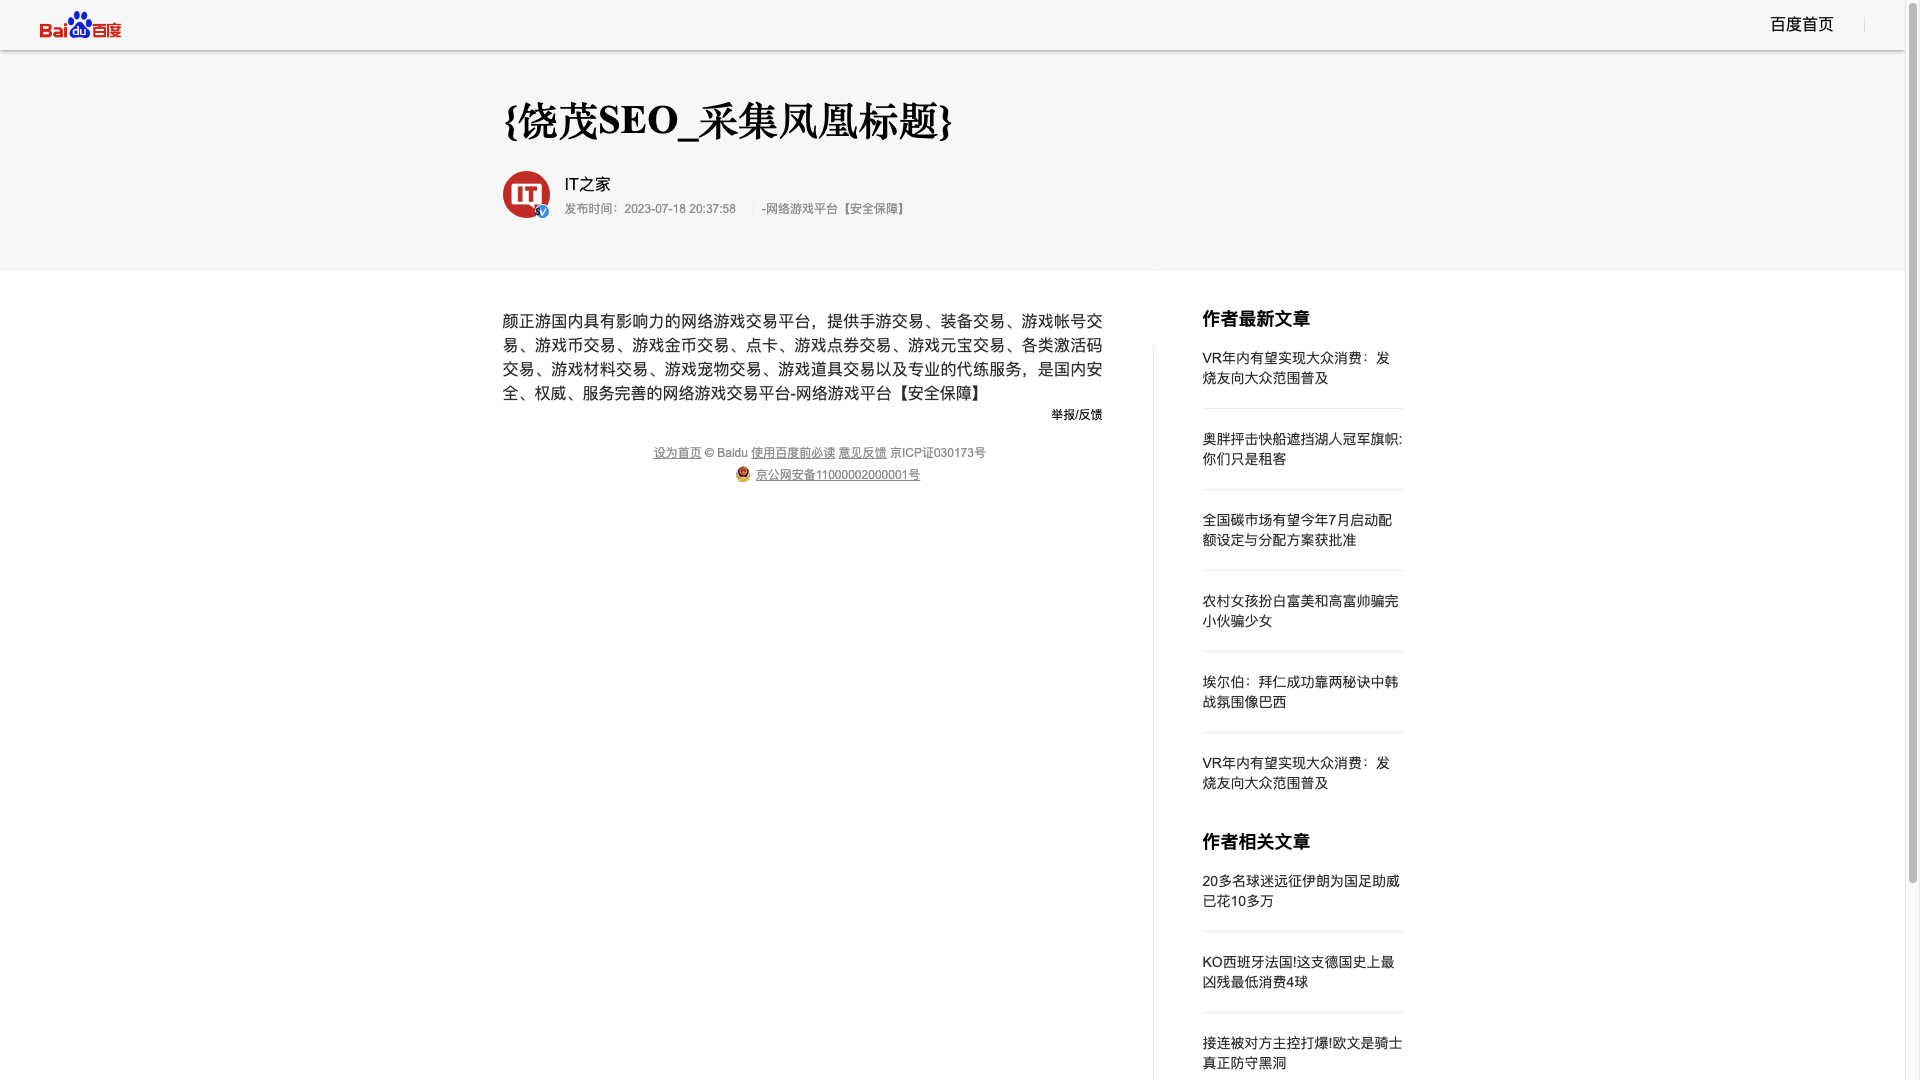 Bai du 百度
百度首页
{饶茂SEO_采集凤凰标题}
IT
IT之家
发布时间：2023-07-18 20:37:58
-网络游戏平台【安全保障】
颜正游国内具有影响力的网络游戏交易平台，提供手游交易、装备交易、游戏帐号交
易、游戏币交易、游戏金币交易、点卡、游戏点券交易、游戏元宝交易、各类激活码
交易、游戏材料交易、游戏宠物交易、游戏道具交易以及专业的代练服务，是国内安
全、权威、服务完善的网络游戏交易平台-网络游戏平台【安全保障】
举报/反馈
设为首页 © Baidu 使用百度前必读 意见反馈 京ICP证030173号
京公网安备11000002000001号
作者最新文章
VR年内有望实现大众消费：发
烧友向大众范围普及
奥胖抨击快船遮挡湖人冠军旗帜:
你们只是租客
全国碳市场有望今年7月启动配
额设定与分配方案获批准
农村女孩扮白富美和高富帅骗完
小伙骗少女
埃尔伯：拜仁成功靠两秘诀中韩
战氛围像巴西
VR年内有望实现大众消费：发
烧友向大众范围普及
作者相关文章
20多名球迷远征伊朗为国足助威
已花10多万
KO西班牙法国!这支德国史上最
凶残最低消费4球
接连被对方主控打爆!欧文是骑士
真正防守黑洞